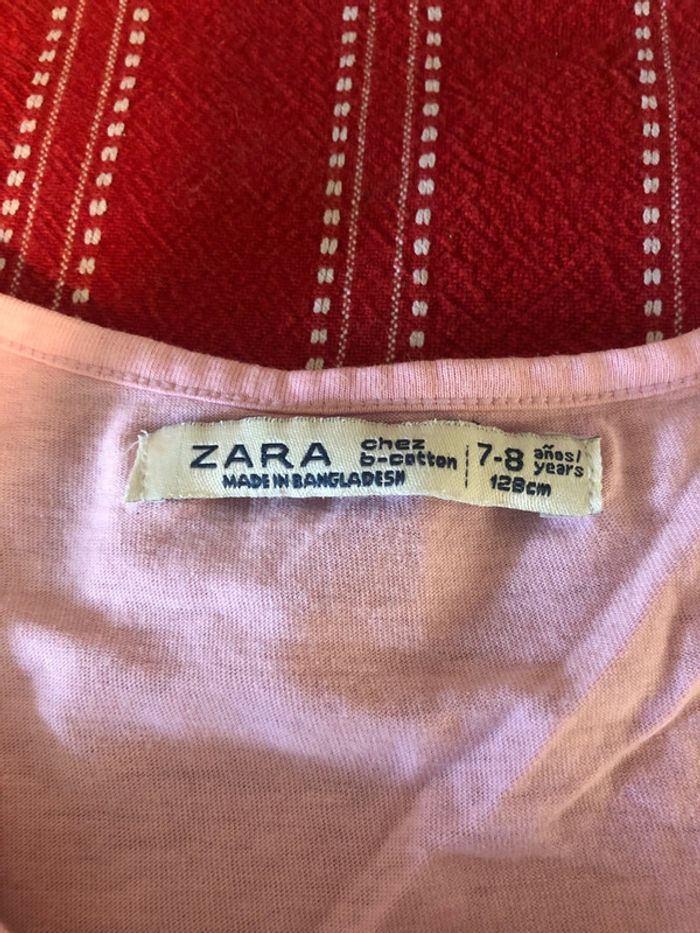 ZARA chez b-cotton
MADE IN BANGLADESH
7-8 años/ years
128cm